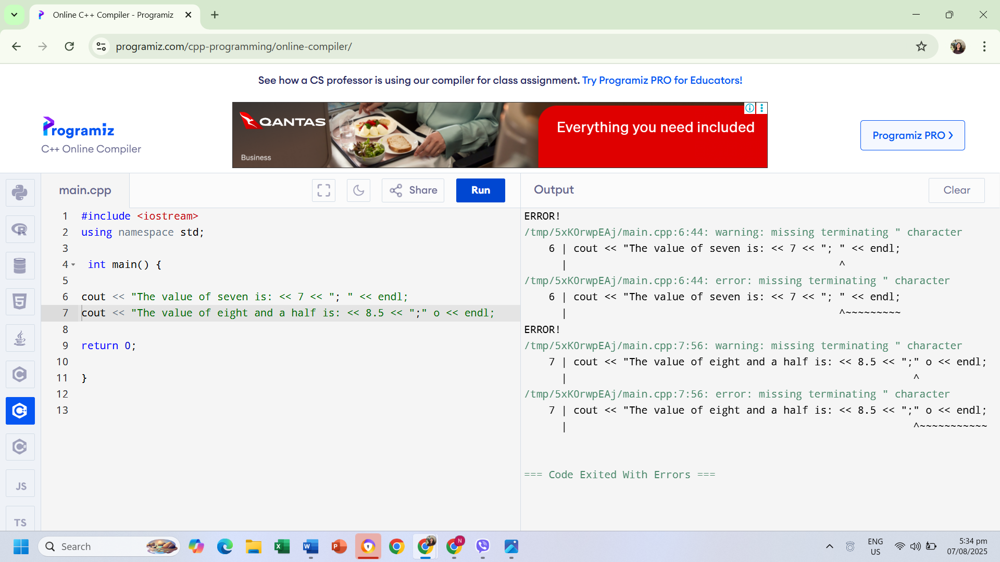 Online C++ Compiler - Programiz
programiz.com/cpp-programming/online-compiler/
See how a CS professor is using our compiler for class assignment. Try Programiz PRO for Educators!
Programiz
C++ Online Compiler
QANTAS
Business
Everything you need included
Programiz PRO
main.cpp
Share
Run
Output
Clear
1 #include <iostream>
2 using namespace std;
3
4 int main() {
5
6 cout << "The value of seven is: << 7 << "; " << endl;
7 cout << "The value of eight and a half is: << 8.5 << ";" o << endl;
8
9 return 0;
10
11 }
12
13
ERROR!
/tmp/5xKOrwpEAj/main.cpp:6:44: warning: missing terminating " character
6 | cout << "The value of seven is: << 7 << "; " << endl;
| ^
/tmp/5xKOrwpEAj/main.cpp:6:44: error: missing terminating " character
6 | cout << "The value of seven is: << 7 << "; " << endl;
| ^~~~~~~~~~
ERROR!
/tmp/5xKOrwpEAj/main.cpp:7:56: warning: missing terminating " character
7 | cout << "The value of eight and a half is: << 8.5 << ";" o << endl;
| ^
/tmp/5xKOrwpEAj/main.cpp:7:56: error: missing terminating " character
7 | cout << "The value of eight and a half is: << 8.5 << ";" o << endl;
| ^~~~~~~~~~~~
=== Code Exited With Errors ===
JS
TS
Search
N
ENG
US
5:34 pm
07/08/2025